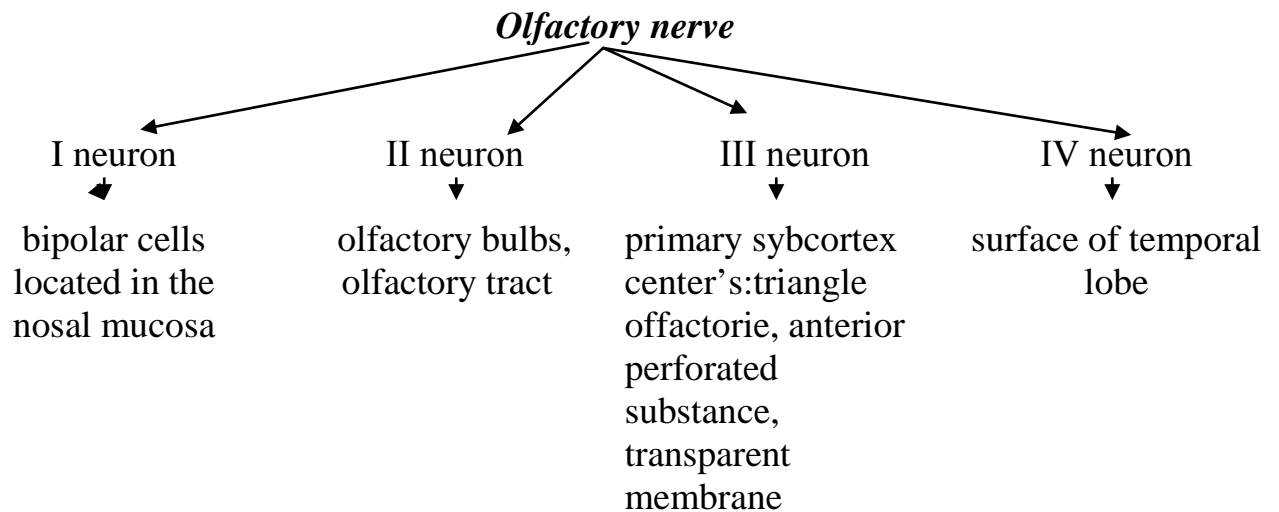 Olfactory nerve
I neuron
II neuron
III neuron
IV neuron
bipolar cells
located in the
nosal mucosa
olfactory bulbs,
olfactory tract
primary sybcortex
center’s:triangle
offactorie, anterior
perforated
substance,
transparent
membrane
surface of temporal
lobe